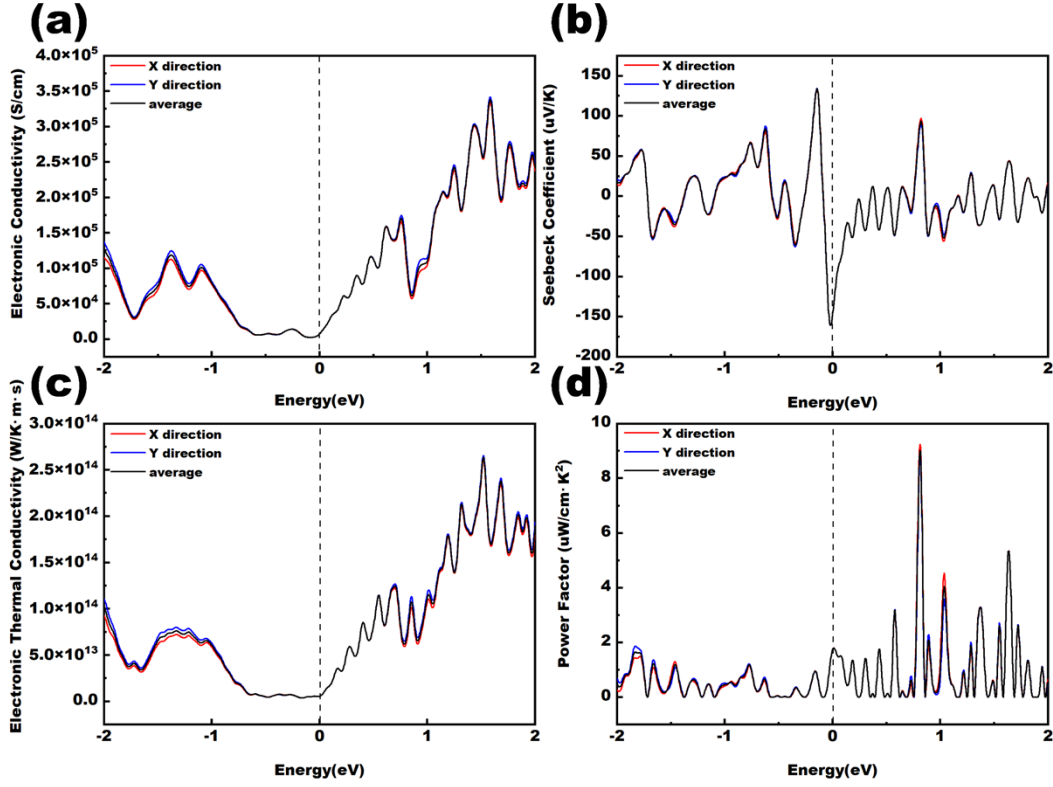 (a)
Electronic Conductivity (S/cm)
4.0×10⁵
3.5×10⁵
3.0×10⁵
2.5×10⁵
2.0×10⁵
1.5×10⁵
1.0×10⁵
5.0×10⁴
0.0
X direction
Y direction
average
-2 -1 0 1 2
Energy(eV)
(b)
Seebeck Coefficient (uV/K)
150
100
50
0
-50
-100
-150
-200
X direction
Y direction
average
-2 -1 0 1 2
Energy(eV)
(c)
Electronic Thermal Conductivity (W/K· m· s)
3.0×10¹⁴
2.5×10¹⁴
2.0×10¹⁴
1.5×10¹⁴
1.0×10¹⁴
5.0×10¹³
0.0
X direction
Y direction
average
-2 -1 0 1 2
Energy(eV)
(d)
Power Factor (uW/cm· K²)
10
8
6
4
2
0
X direction
Y direction
average
-2 -1 0 1 2
Energy(eV)